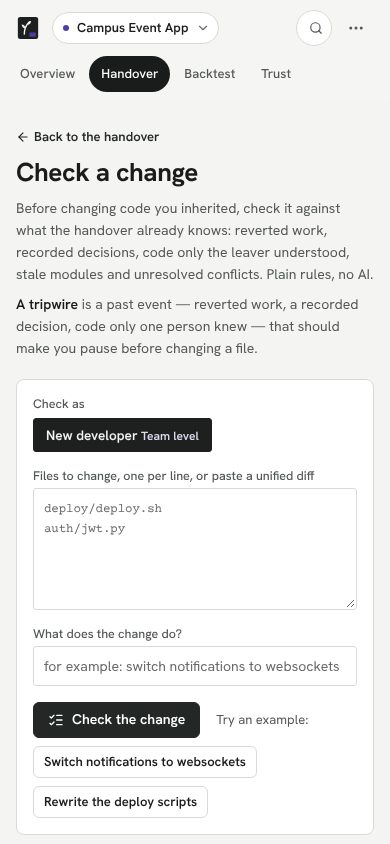 Campus Event App
Overview
Handover
Backtest
Trust
Back to the handover
Check a change
Before changing code you inherited, check it against
what the handover already knows: reverted work,
recorded decisions, code only the leaver understood,
stale modules and unresolved conflicts. Plain rules, no AI.
A tripwire is a past event — reverted work, a recorded
decision, code only one person knew — that should
make you pause before changing a file.
Check as
New developer Team level
Files to change, one per line, or paste a unified diff
deploy/deploy.sh
auth/jwt.py
What does the change do?
for example: switch notifications to websockets
Check the change
Try an example:
Switch notifications to websockets
Rewrite the deploy scripts